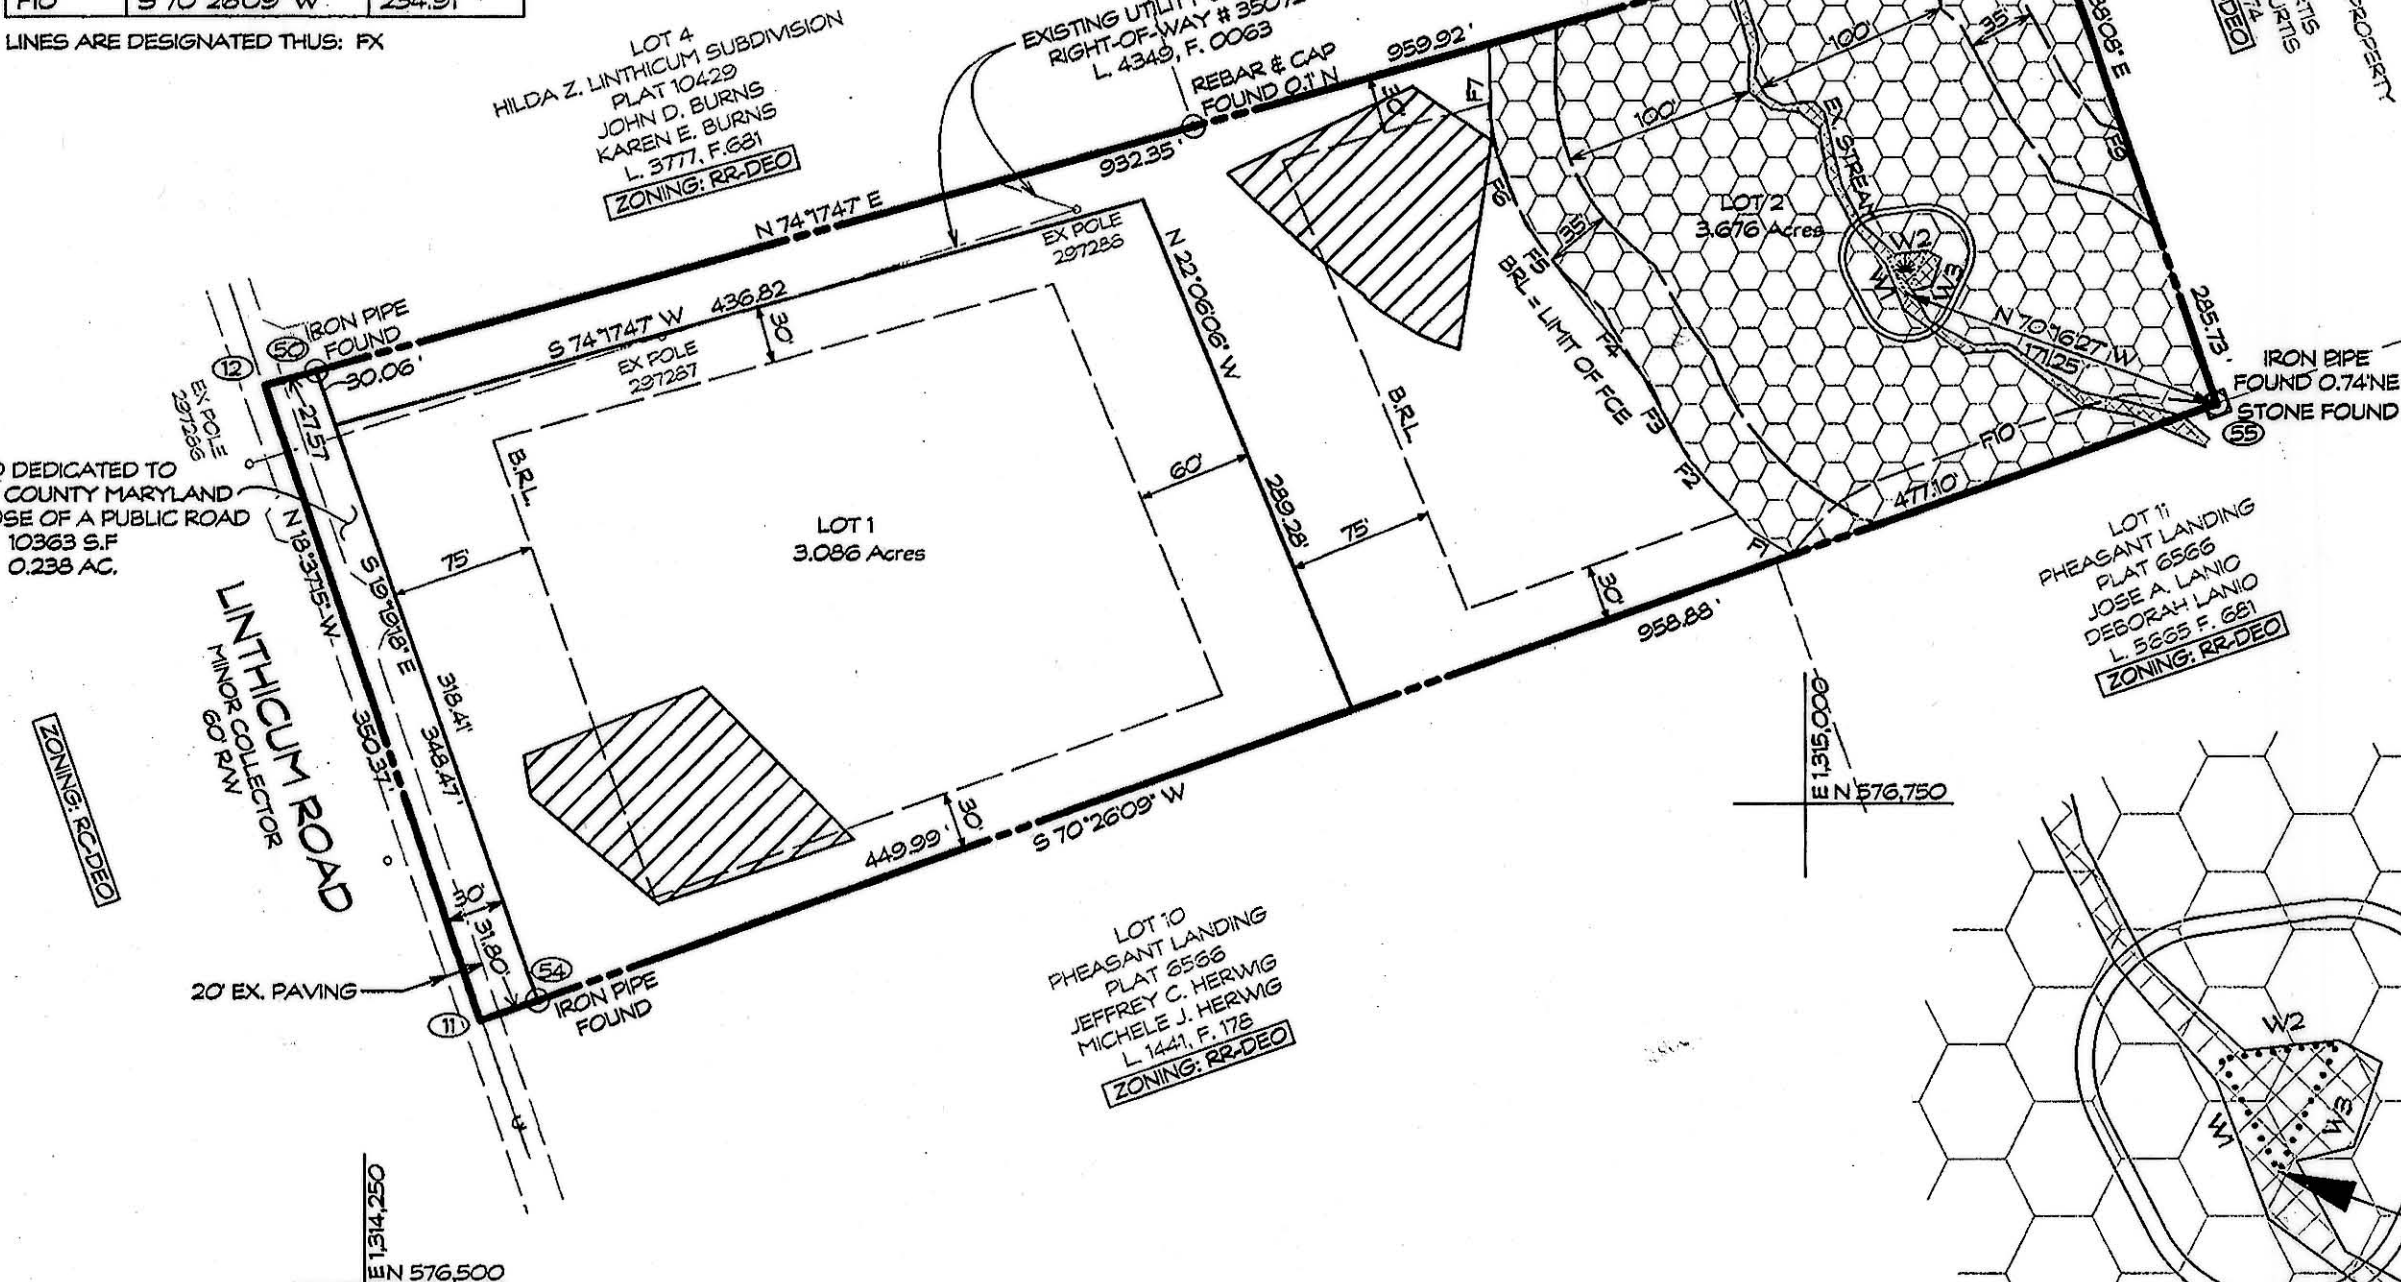 F10 S 70°26'09" W 234.91'
LINES ARE DESIGNATED THUS: FX
LOT 4
HILDA Z. LINTHICUM SUBDIVISION
PLAT 10429
JOHN D. BURNS
KAREN E. BURNS
L. 3777, F.681
ZONING: RR-DEO
EXISTING UTILITY
RIGHT-OF-WAY # 35072
L. 4349, F. 0063
REBAR & CAP
FOUND 0.1' N
959.92'
932.35'
N 74°17'47" E
EX POLE
297286
30'
F7
F6
F5
F4
F3
F2
F1
35'
BRL = LIMIT OF FCE
100'
100'
35'
EX. STREAM
LOT 2
3.676 Acres
W2
W1
W3
F9
38'08" E
PROPERTY
285.73'
N 70°16'27" W
171.25'
IRON PIPE
FOUND 0.74'NE
STONE FOUND
55
F10
477.10'
IRON PIPE
FOUND
50
12
30.06'
27.57'
S 74°17'47" W 436.82
EX POLE
297287
30'
EX POLE
297286
DEDICATED TO
COUNTY MARYLAND
OSE OF A PUBLIC ROAD
10363 S.F
0.238 AC.
N 18°37'15" W
S 19°19'18" E
B.R.L.
75'
LOT 1
3.086 Acres
60'
N 22°06'06" W
289.28'
75'
B.R.L.
30'
958.88'
LOT 11
PHEASANT LANDING
PLAT 6566
JOSE A. LANIO
DEBORAH LANIO
L. 5665 F. 681
ZONING: RR-DEO
LINTHICUM ROAD
MINOR COLLECTOR
60' R/W
ZONING: RC-DEO
350.37'
318.41'
348.47'
30'
31.80'
20' EX. PAVING
54
11
IRON PIPE
FOUND
449.99'
30'
S 70°26'09" W
E 1,315,000
N 576,750
LOT 10
PHEASANT LANDING
PLAT 6566
JEFFREY C. HERWIG
MICHELE J. HERWIG
L. 1441, F. 178
ZONING: RR-DEO
W2
W1
W3
E 1,314,250
N 576,500